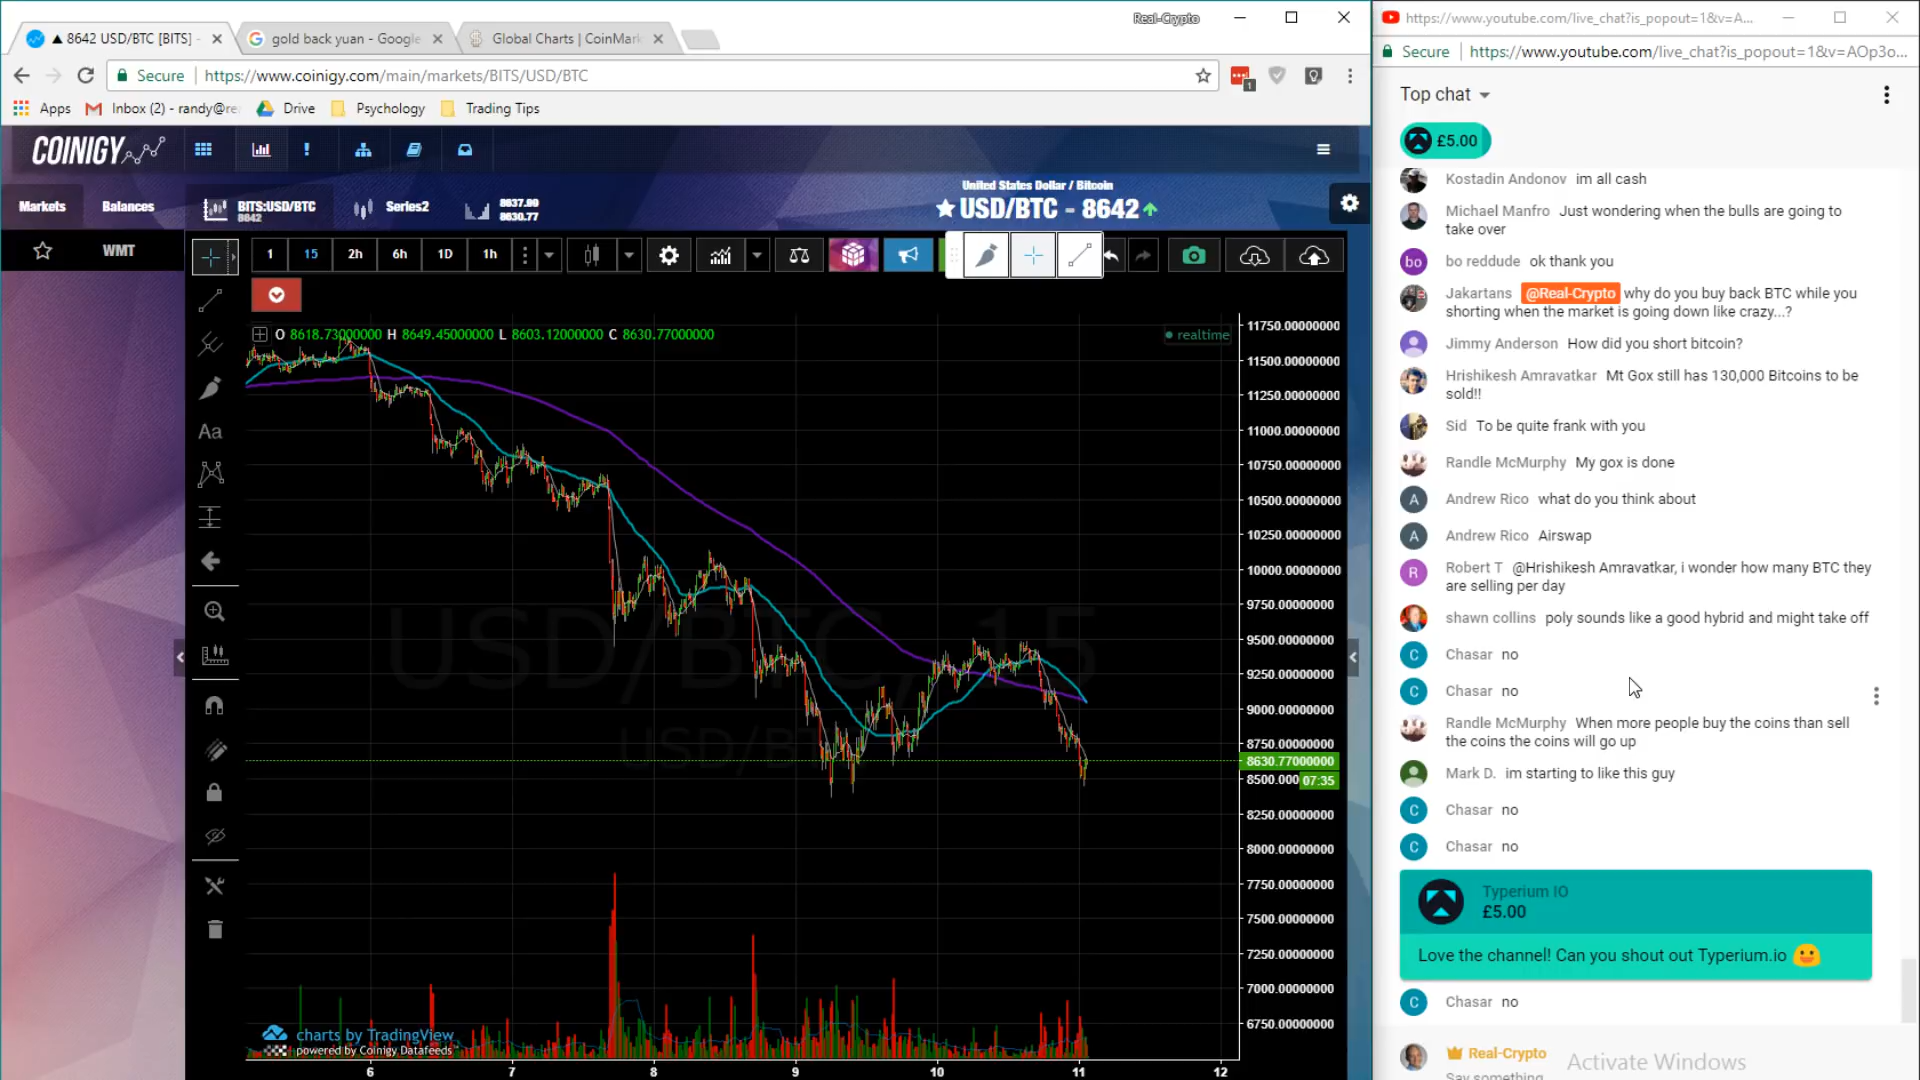 Real-Crypto
8642 USD/BTC [BITS] -
gold back yuan - Google
Global Charts | CoinMark
Secure
https://www.coinigy.com/main/markets/BITS/USD/BTC
1
Apps
Inbox (2) - randy@re
Drive
Psychology
Trading Tips
COINIGY
Markets
Balances
BITS:USD/BTC
8642
Series2
8637.99
8630.77
United States Dollar / Bitcoin
USD/BTC - 8642
WMT
1
15
2h
6h
1D
1h
Aa
O 8618.73000000 H 8649.45000000 L 8603.12000000 C 8630.77000000
realtime
USD/BTC, 15
11750.00000000
11500.00000000
11250.00000000
11000.00000000
10750.00000000
10500.00000000
10250.00000000
10000.00000000
9750.00000000
9500.00000000
9250.00000000
9000.00000000
8750.00000000
8630.77000000
8500.000
07:35
8250.00000000
8000.00000000
7750.00000000
7500.00000000
7250.00000000
7000.00000000
6750.00000000
charts by TradingView
powered by Coinigy Datafeeds
6
7
8
9
10
11
12
https://www.youtube.com/live_chat?is_popout=1&v=A...
Secure
https://www.youtube.com/live_chat?is_popout=1&v=AOp3o...
Top chat
£5.00
Kostadin Andonov im all cash
Michael Manfro Just wondering when the bulls are going to
take over
bo
bo reddude ok thank you
Jakartans @Real-Crypto why do you buy back BTC while you
shorting when the market is going down like crazy...?
Jimmy Anderson How did you short bitcoin?
Hrishikesh Amravatkar Mt Gox still has 130,000 Bitcoins to be
sold!!
Sid To be quite frank with you
Randle McMurphy My gox is done
A
Andrew Rico what do you think about
A
Andrew Rico Airswap
R
Robert T @Hrishikesh Amravatkar, i wonder how many BTC they
are selling per day
shawn collins poly sounds like a good hybrid and might take off
C
Chasar no
C
Chasar no
Randle McMurphy When more people buy the coins than sell
the coins the coins will go up
Mark D. im starting to like this guy
C
Chasar no
C
Chasar no
Typerium IO
£5.00
Love the channel! Can you shout out Typerium.io
C
Chasar no
Real-Crypto
Say something...
Activate Windows